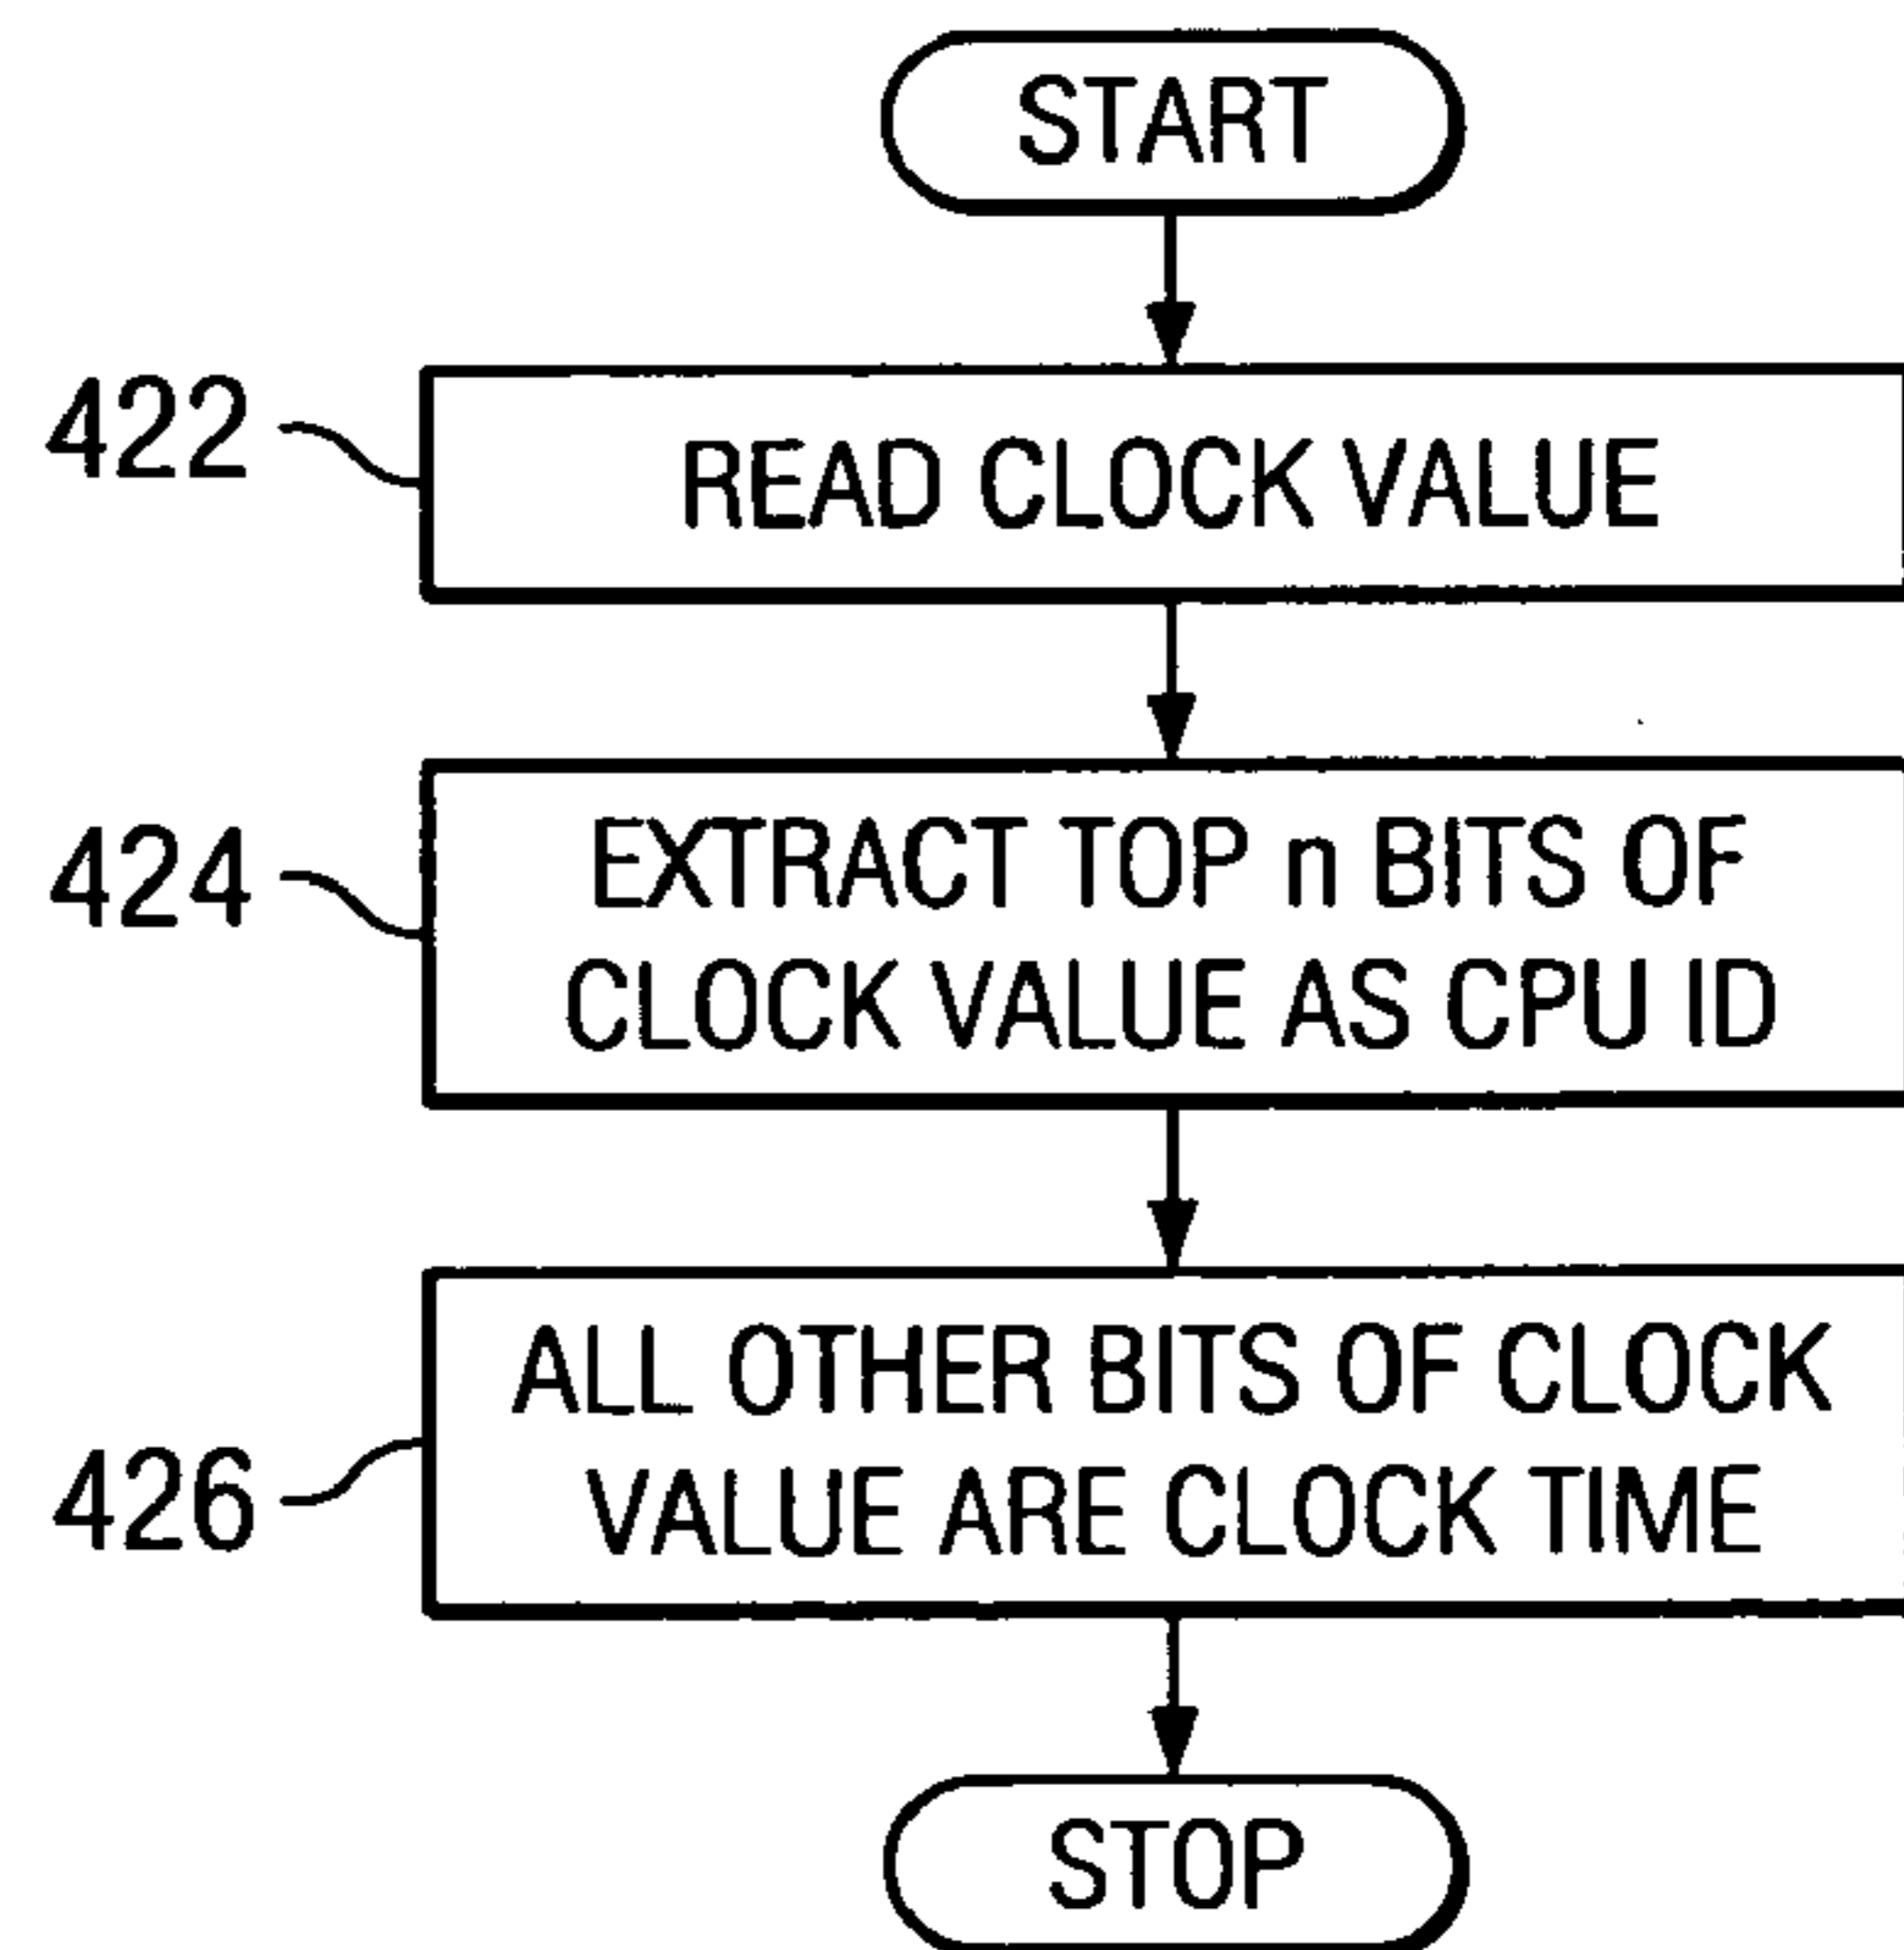 START
422
READ CLOCK VALUE
424
EXTRACT TOP n BITS OF
CLOCK VALUE AS CPU ID
426
ALL OTHER BITS OF CLOCK
VALUE ARE CLOCK TIME
STOP